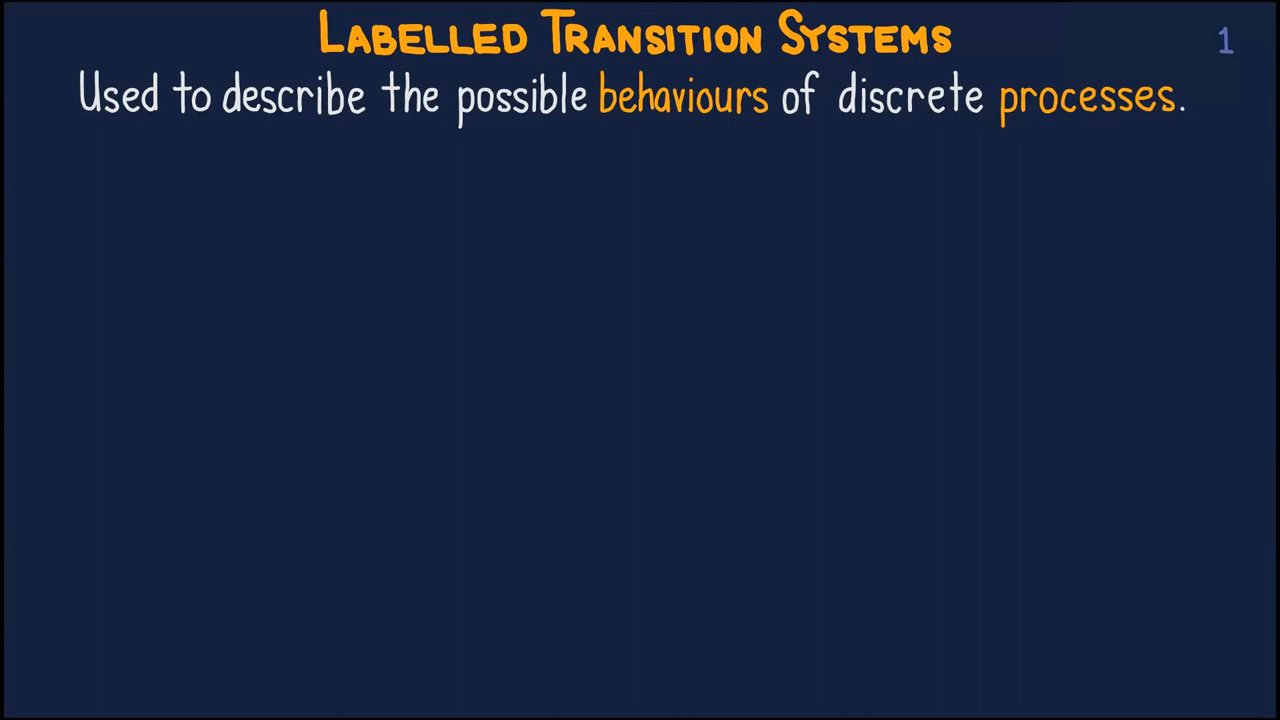 LABELLED TRANSITION SYSTEMS
1
Used to describe the possible behaviours of discrete processes.